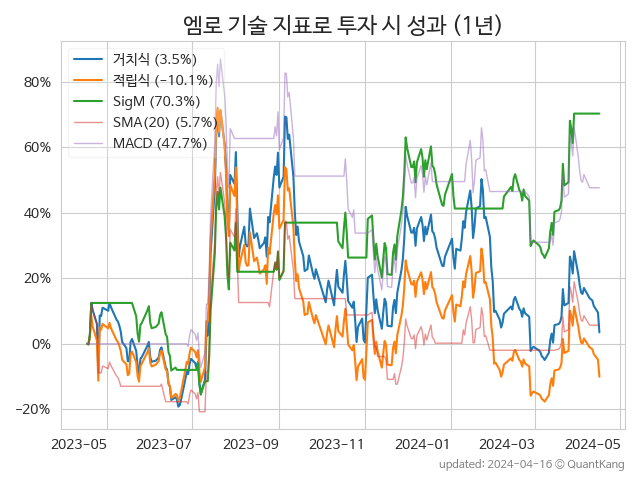 엠로 기술 지표로 투자 시 성과 (1년)
거치식 (3.5%)
적립식 (−10.1%)
SigM (70.3%)
SMA(20) (5.7%)
MACD (47.7%)
80%
60%
40%
20%
0%
−20%
2023-05 2023-07 2023-09 2023-11 2024-01 2024-03 2024-05
updated: 2024-04-16 © QuantKang